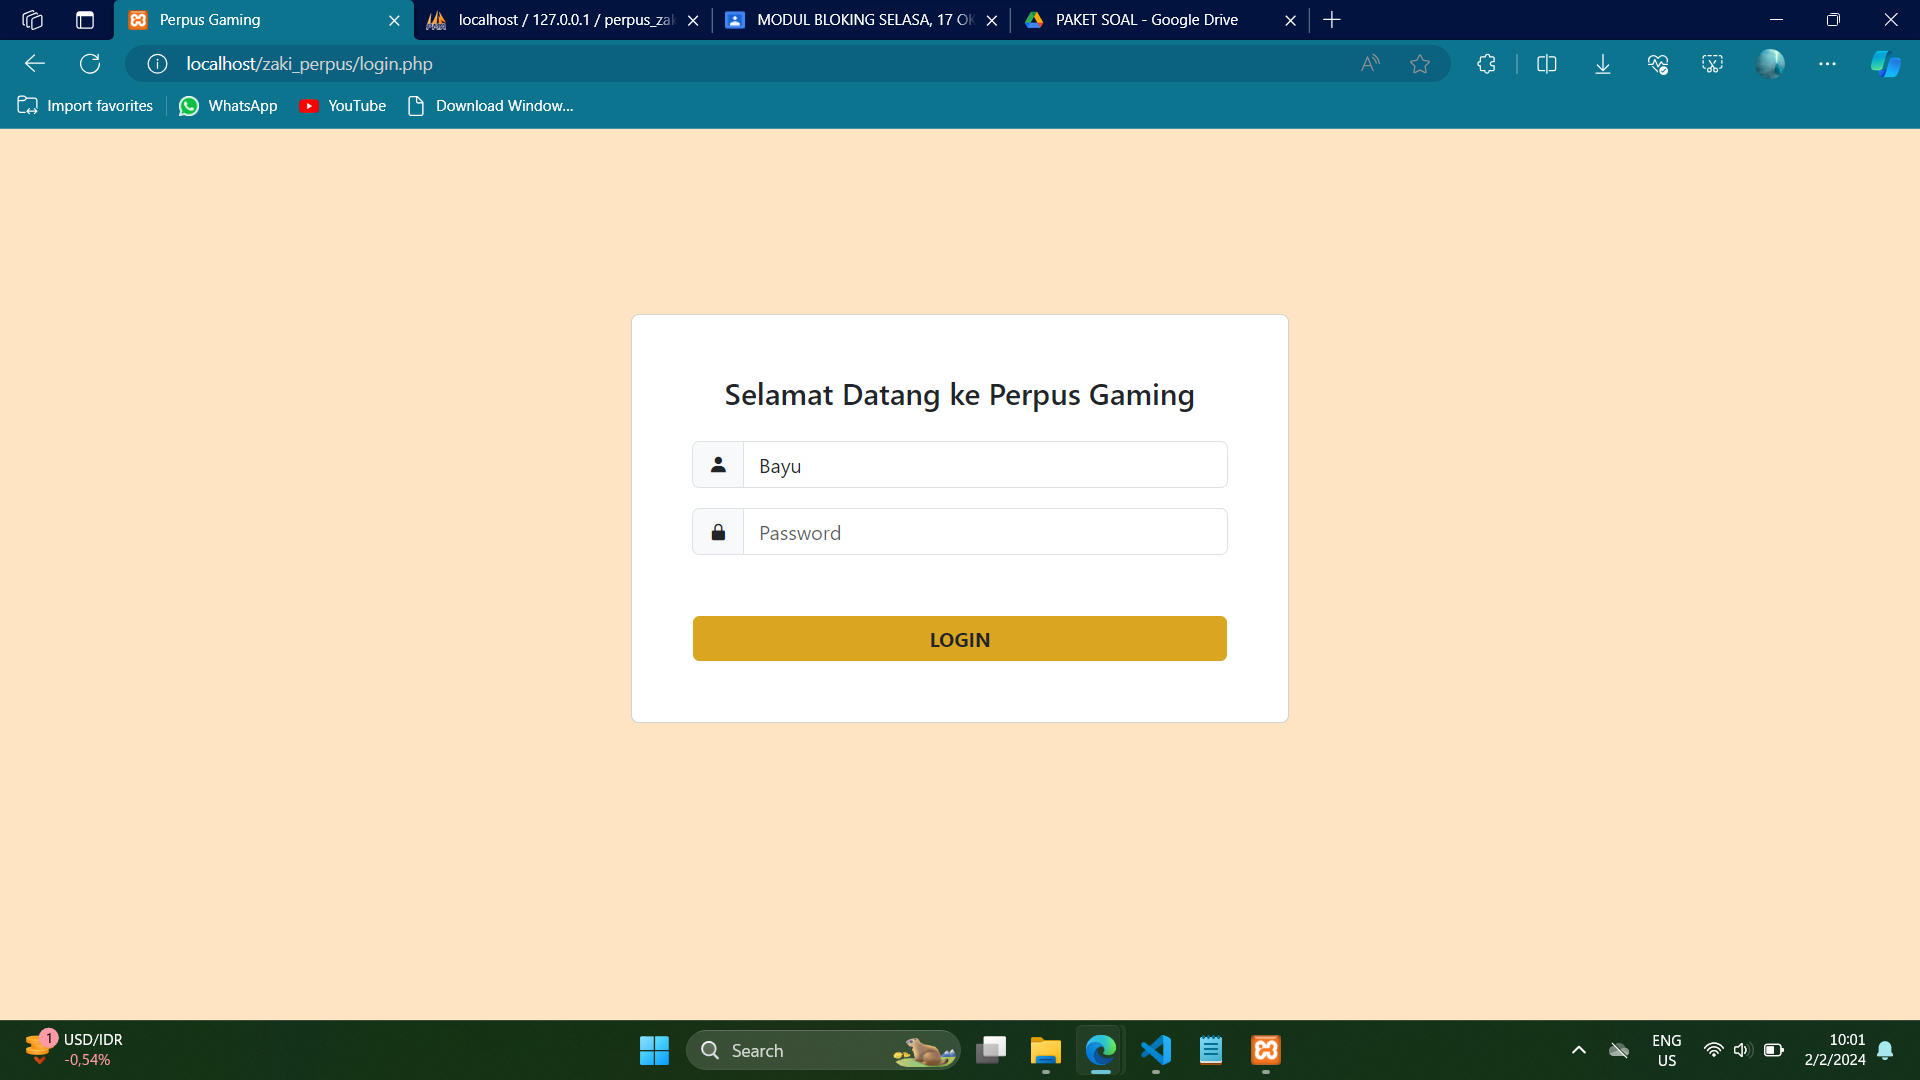 Perpus Gaming
localhost / 127.0.0.1 / perpus_zak
MODUL BLOKING SELASA, 17 OK
PAKET SOAL - Google Drive
localhost/zaki_perpus/login.php
Import favorites
WhatsApp
YouTube
Download Window...
Selamat Datang ke Perpus Gaming
Bayu
Password
LOGIN
1
USD/IDR
-0,54%
Search
ENG
US
10:01
2/2/2024